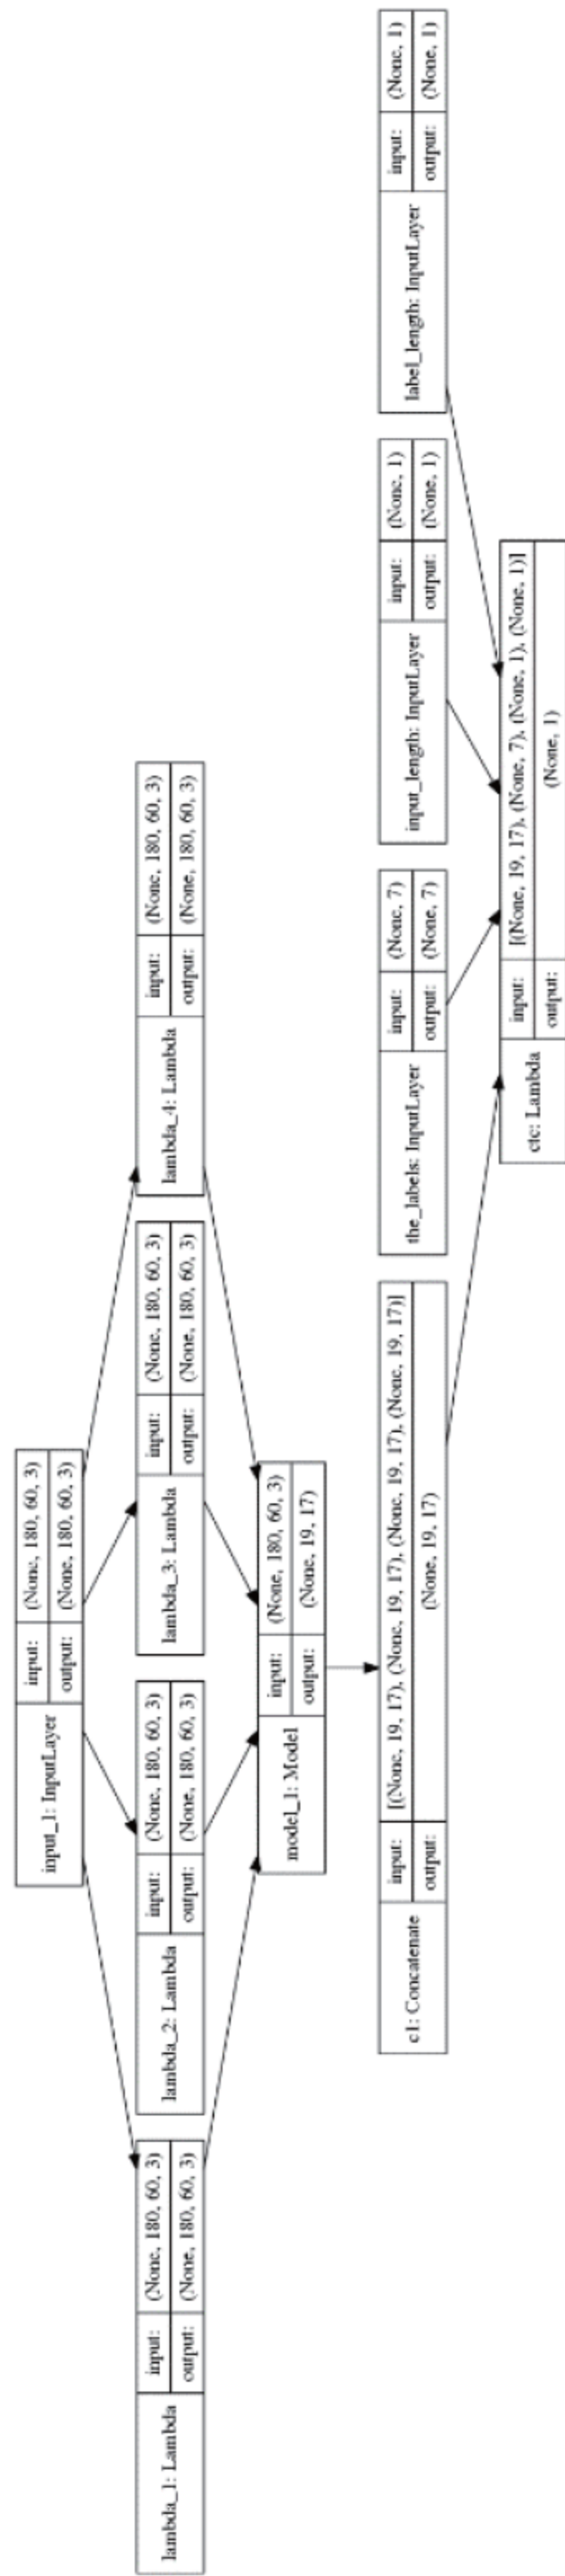 input_1: InputLayer
input: (None, 180, 60, 3)
output: (None, 180, 60, 3)
lambda_1: Lambda
input: (None, 180, 60, 3)
output: (None, 180, 60, 3)
lambda_2: Lambda
input: (None, 180, 60, 3)
output: (None, 180, 60, 3)
lambda_3: Lambda
input: (None, 180, 60, 3)
output: (None, 180, 60, 3)
lambda_4: Lambda
input: (None, 180, 60, 3)
output: (None, 180, 60, 3)
model_1: Model
input: (None, 180, 60, 3)
output: (None, 19, 17)
c1: Concatenate
input: [(None, 19, 17), (None, 19, 17), (None, 19, 17), (None, 19, 17)]
output: (None, 19, 17)
the_labels: InputLayer
input: (None, 7)
output: (None, 7)
input_length: InputLayer
input: (None, 1)
output: (None, 1)
label_length: InputLayer
input: (None, 1)
output: (None, 1)
ctc: Lambda
input: [(None, 19, 17), (None, 7), (None, 1), (None, 1)]
output: (None, 1)